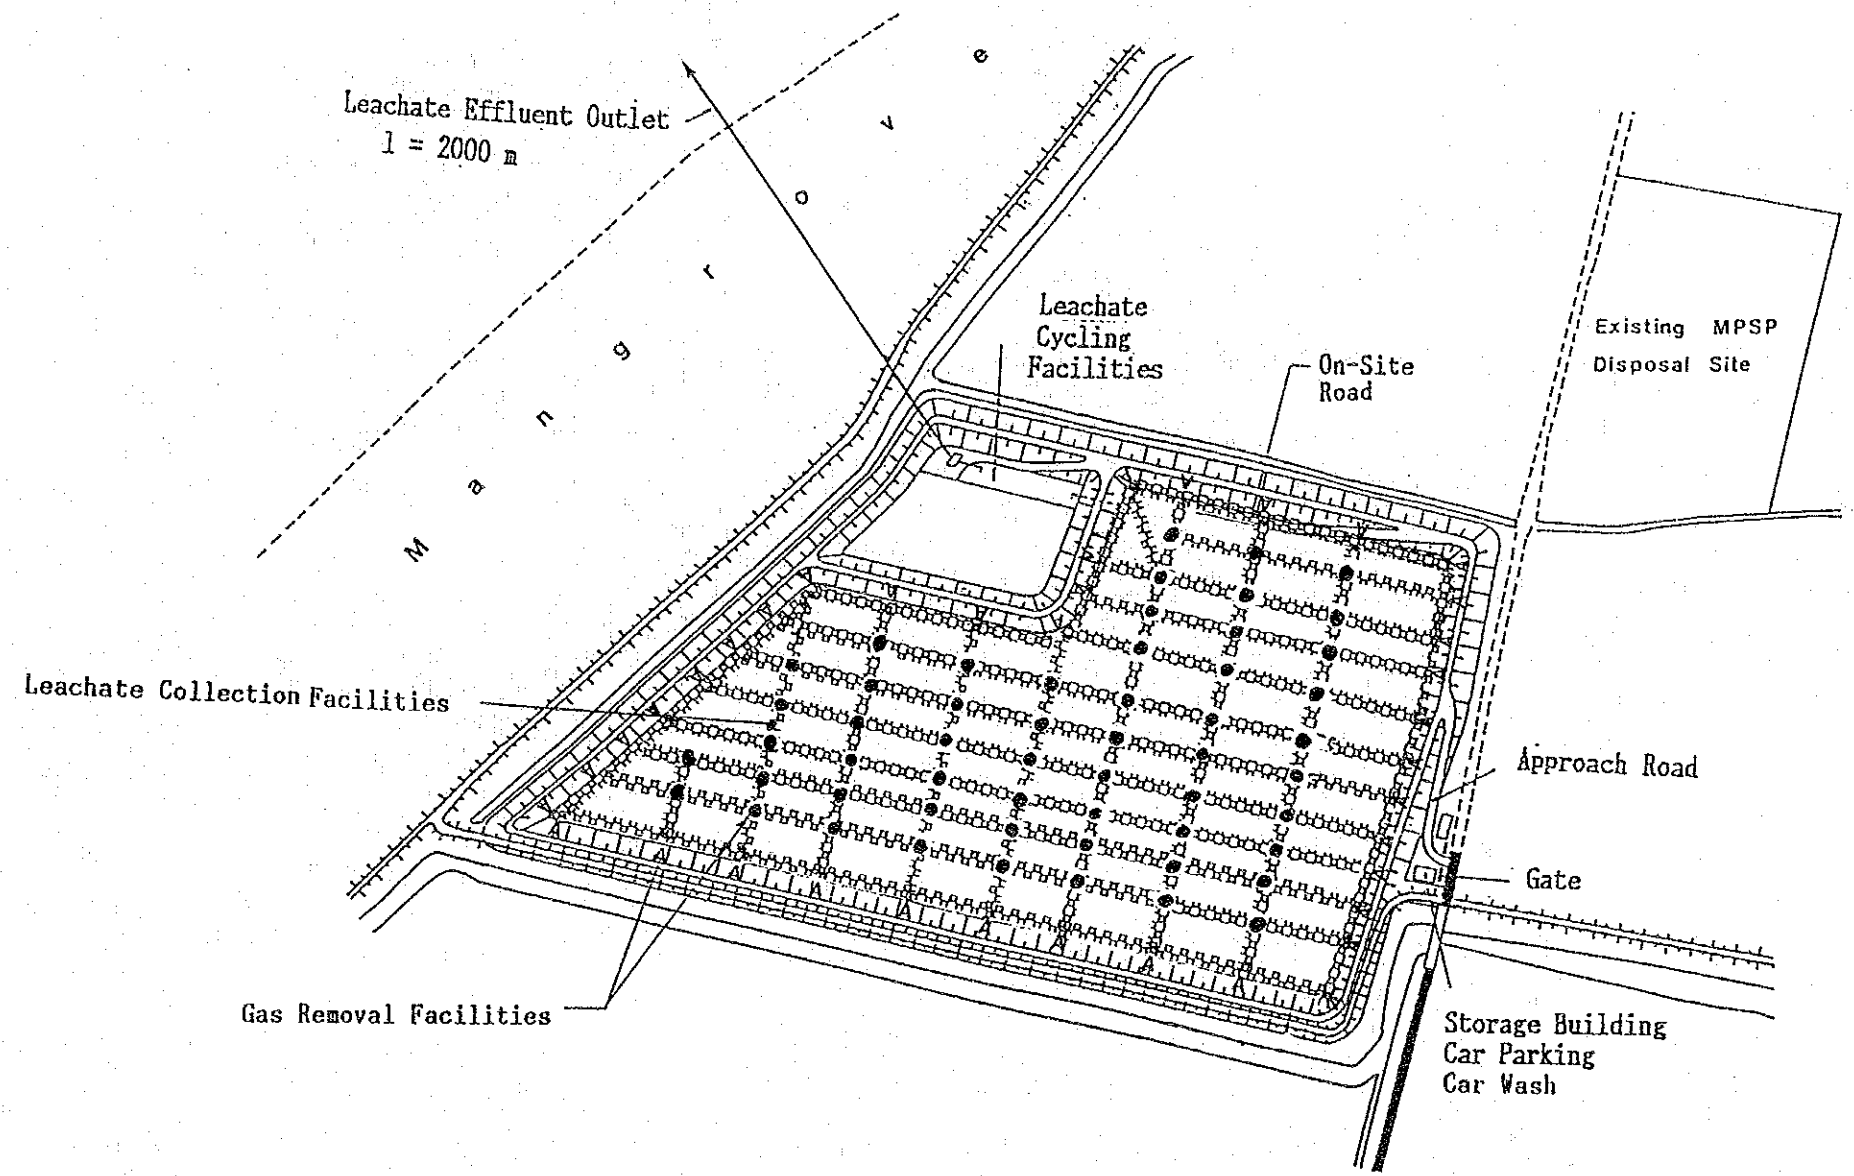 Leachate Effluent Outlet
l = 2000 m
Mangrove
Leachate
Cycling
Facilities
On-Site
Road
Existing MPSP
Disposal Site
Leachate Collection Facilities
Approach Road
Gate
Gas Removal Facilities
Storage Building
Car Parking
Car Wash